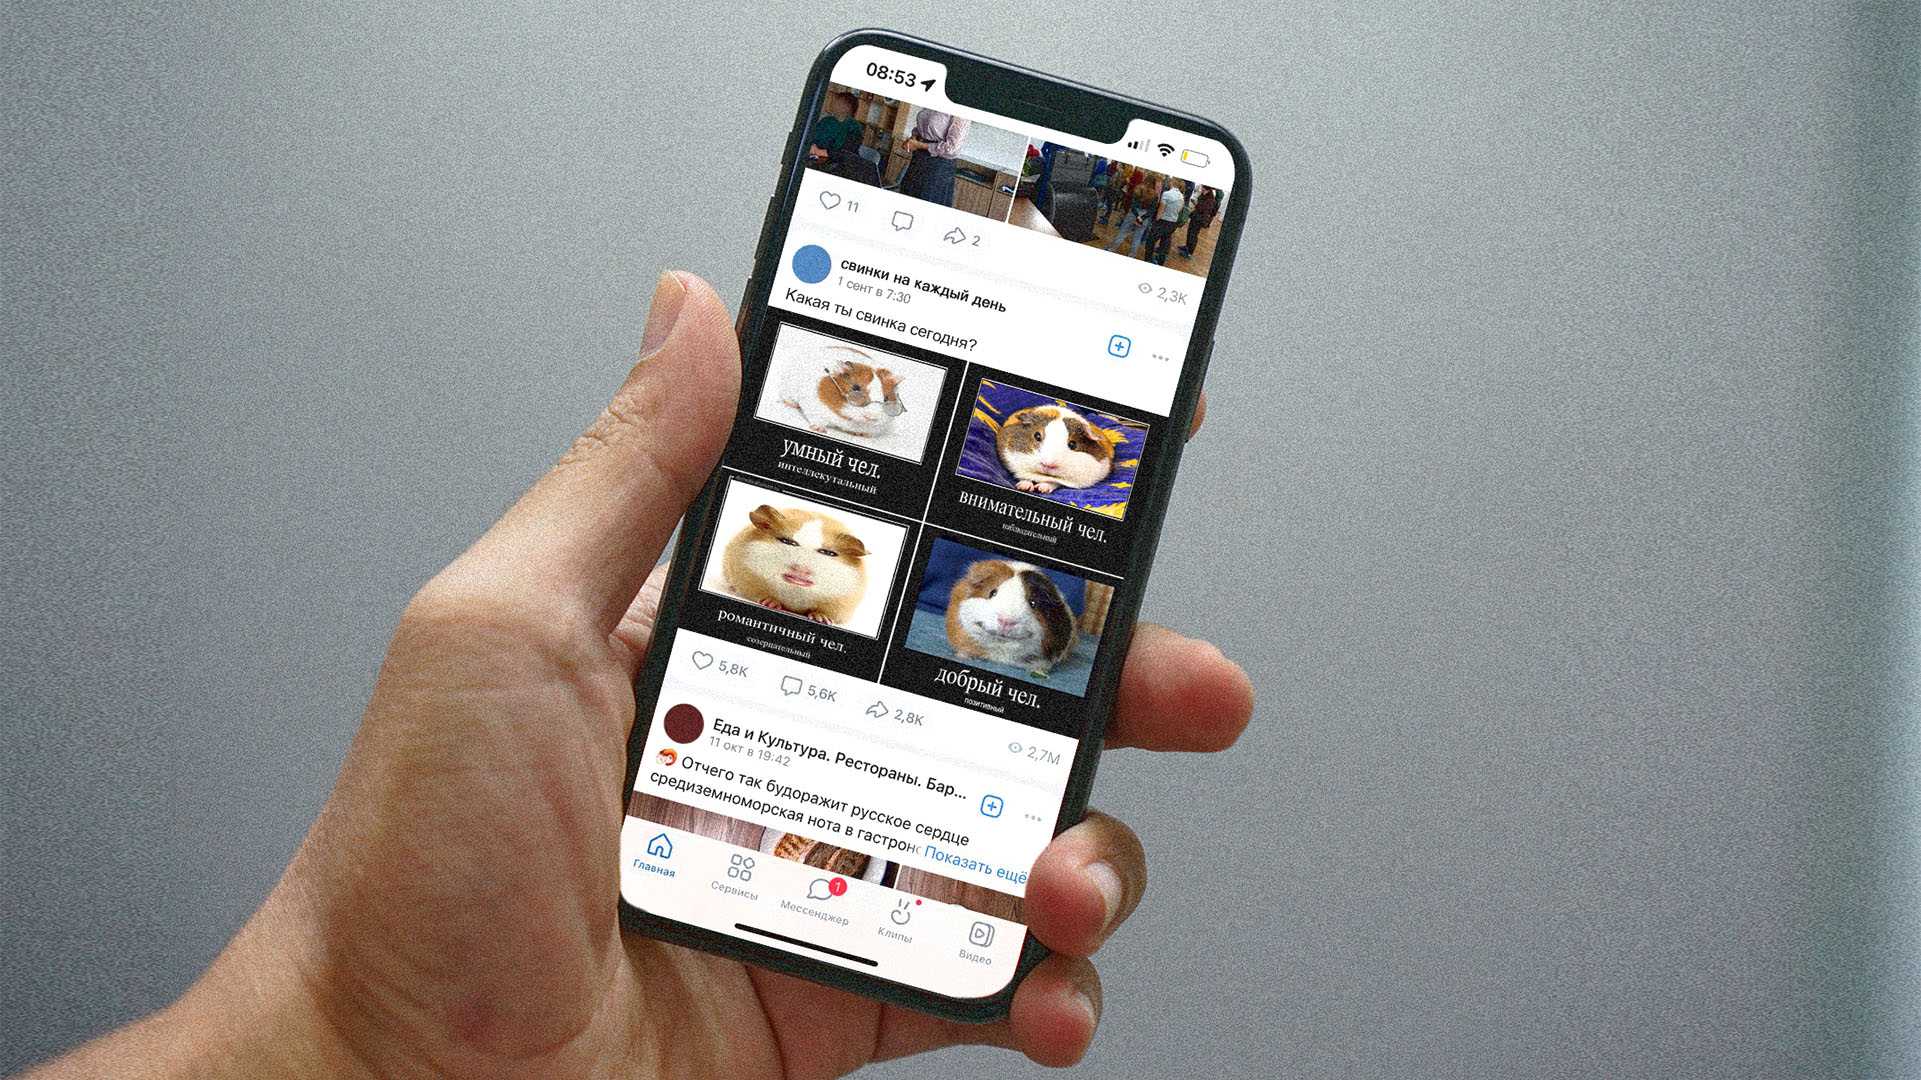 08:53
11
2
2,3K
свинки на каждый день
1 сент в 7:30
Какая ты свинка сегодня?
умный чел.
интеллекутальный
внимательный чел.
наблюдательный
романтичный чел.
созерцательный
добрый чел.
позитивный
5,8K
5,6K
2,8K
2,7M
Еда и Культура. Рестораны. Бар...
11 окт в 19:42
Отчего так будоражит русское сердце
средиземноморская нота в гастроно
Показать ещё
Главная
Сервисы
Мессенджер
1
Клипы
Видео